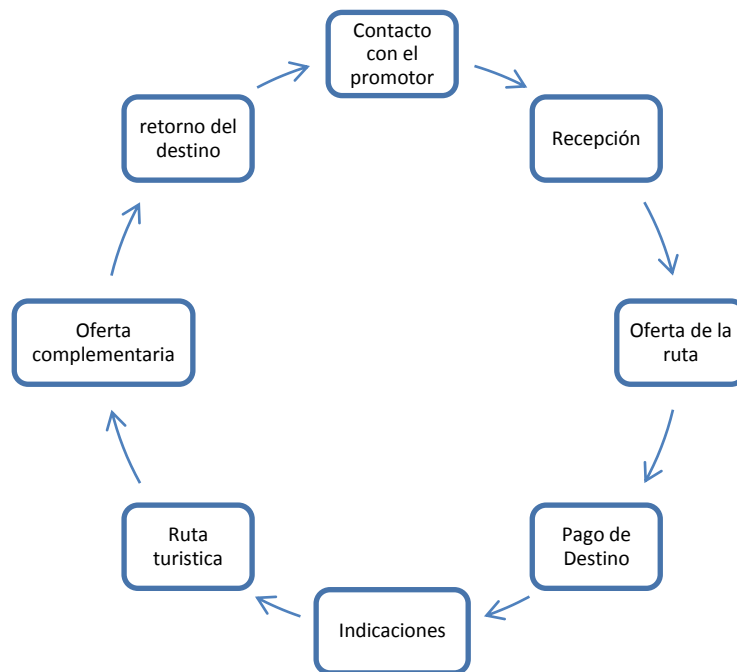 Contacto
con el
promotor
Recepción
Oferta de la
ruta
Pago de
Destino
Indicaciones
Ruta
turistica
Oferta
complementaria
retorno del
destino